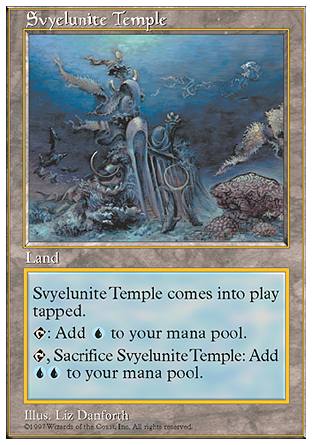 Svyelunite Temple
Land
Svyelunite Temple comes into play
tapped.
: Add to your mana pool.
, Sacrifice Svyelunite Temple: Add
to your mana pool.
Illus. Liz Danforth
©1997 Wizards of the Coast, Inc. All rights reserved.